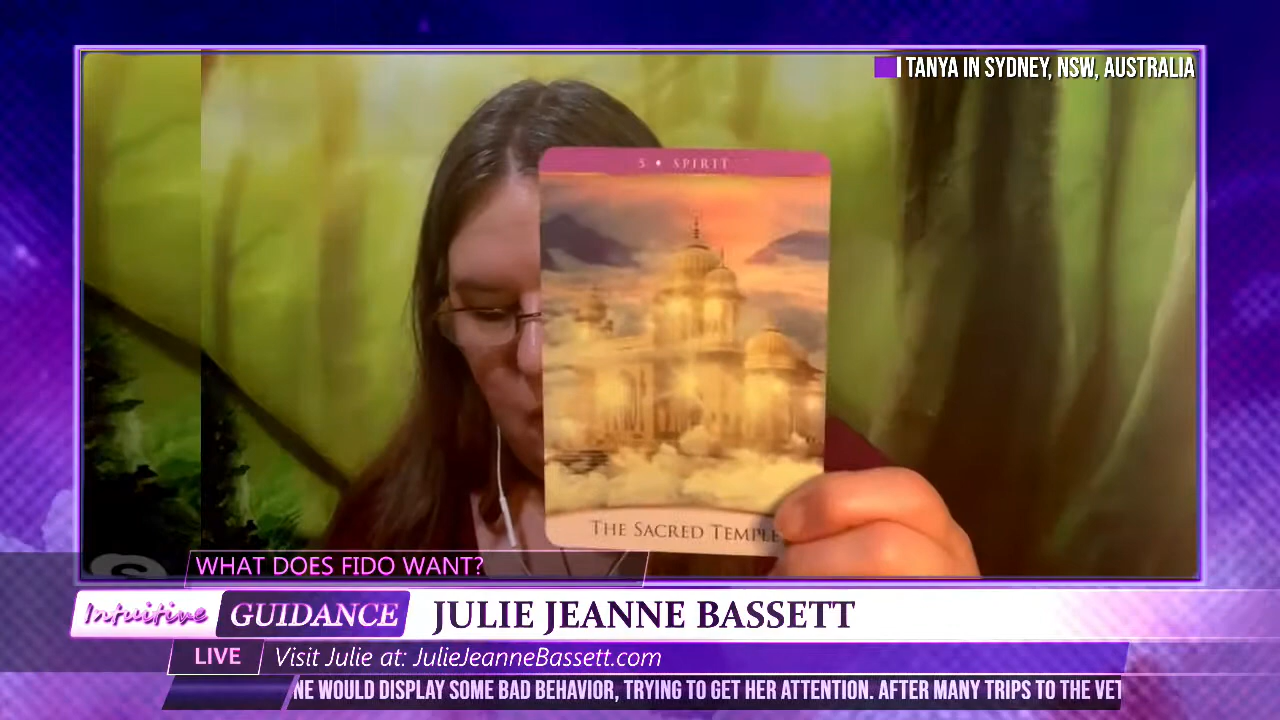 I TANYA IN SYDNEY, NSW, AUSTRALIA
5 • SPIRIT
THE SACRED TEMPLE
WHAT DOES FIDO WANT?
Intuitive GUIDANCE JULIE JEANNE BASSETT
LIVE Visit Julie at: JulieJeanneBassett.com
NE WOULD DISPLAY SOME BAD BEHAVIOR, TRYING TO GET HER ATTENTION. AFTER MANY TRIPS TO THE VET